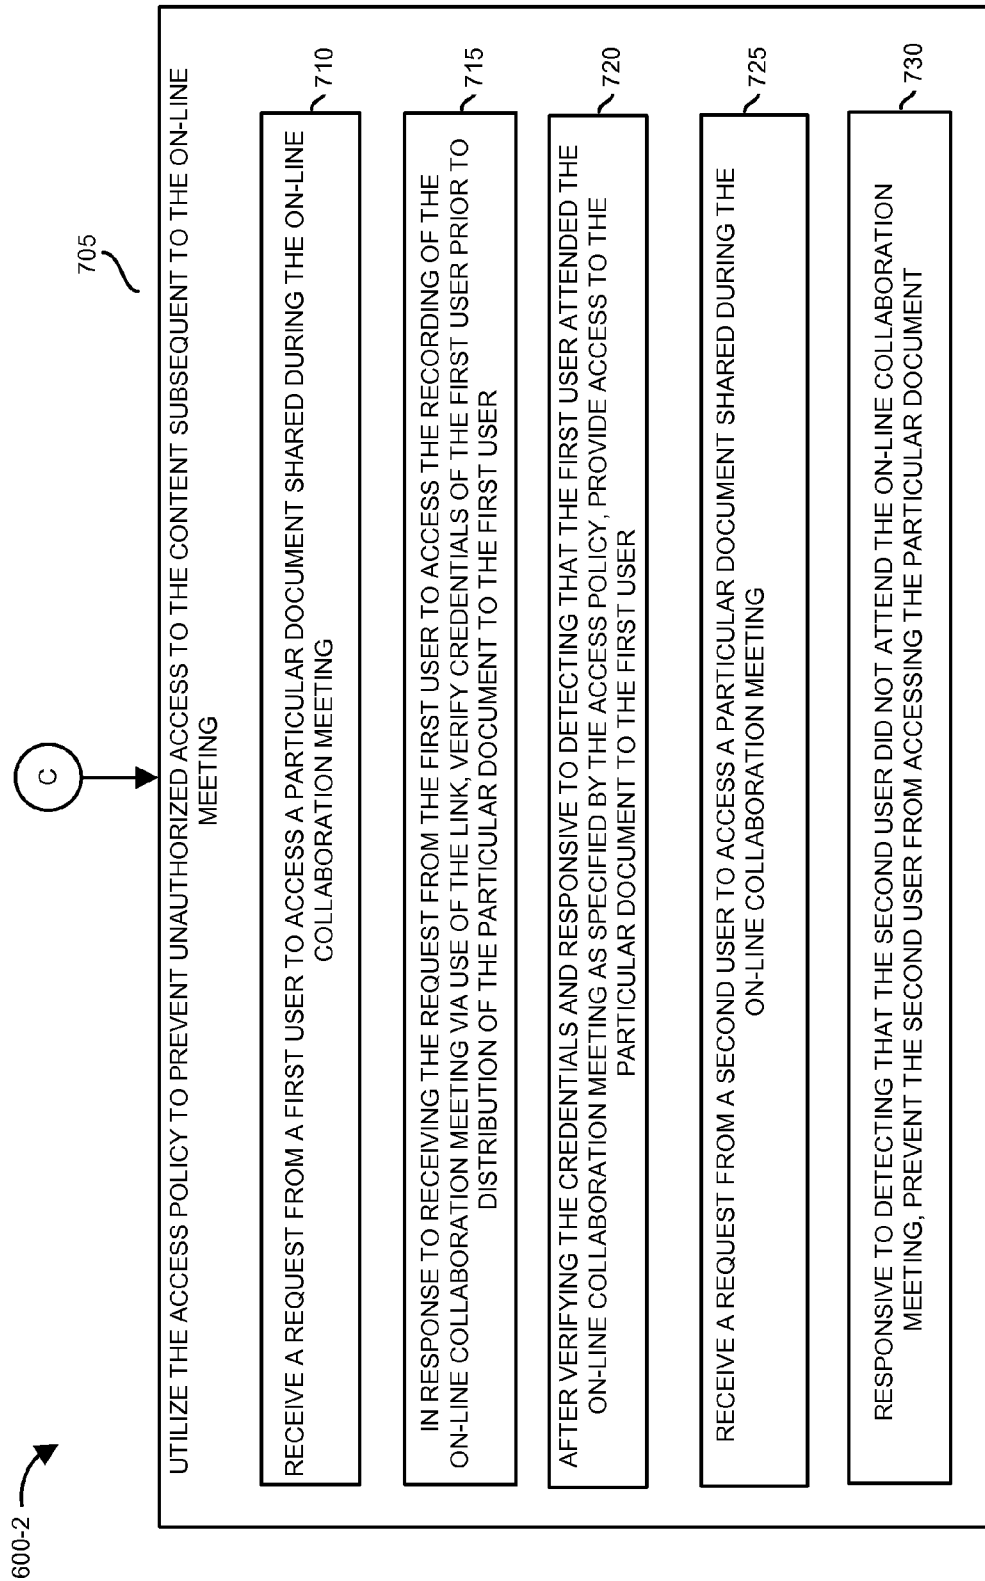 600-2
C
705
UTILIZE THE ACCESS POLICY TO PREVENT UNAUTHORIZED ACCESS TO THE CONTENT SUBSEQUENT TO THE ON-LINE
MEETING
710
RECEIVE A REQUEST FROM A FIRST USER TO ACCESS A PARTICULAR DOCUMENT SHARED DURING THE ON-LINE
COLLABORATION MEETING
715
IN RESPONSE TO RECEIVING THE REQUEST FROM THE FIRST USER TO ACCESS THE RECORDING OF THE
ON-LINE COLLABORATION MEETING VIA USE OF THE LINK, VERIFY CREDENTIALS OF THE FIRST USER PRIOR TO
DISTRIBUTION OF THE PARTICULAR DOCUMENT TO THE FIRST USER
720
AFTER VERIFYING THE CREDENTIALS AND RESPONSIVE TO DETECTING THAT THE FIRST USER ATTENDED THE
ON-LINE COLLABORATION MEETING AS SPECIFIED BY THE ACCESS POLICY, PROVIDE ACCESS TO THE
PARTICULAR DOCUMENT TO THE FIRST USER
725
RECEIVE A REQUEST FROM A SECOND USER TO ACCESS A PARTICULAR DOCUMENT SHARED DURING THE
ON-LINE COLLABORATION MEETING
730
RESPONSIVE TO DETECTING THAT THE SECOND USER DID NOT ATTEND THE ON-LINE COLLABORATION
MEETING, PREVENT THE SECOND USER FROM ACCESSING THE PARTICULAR DOCUMENT